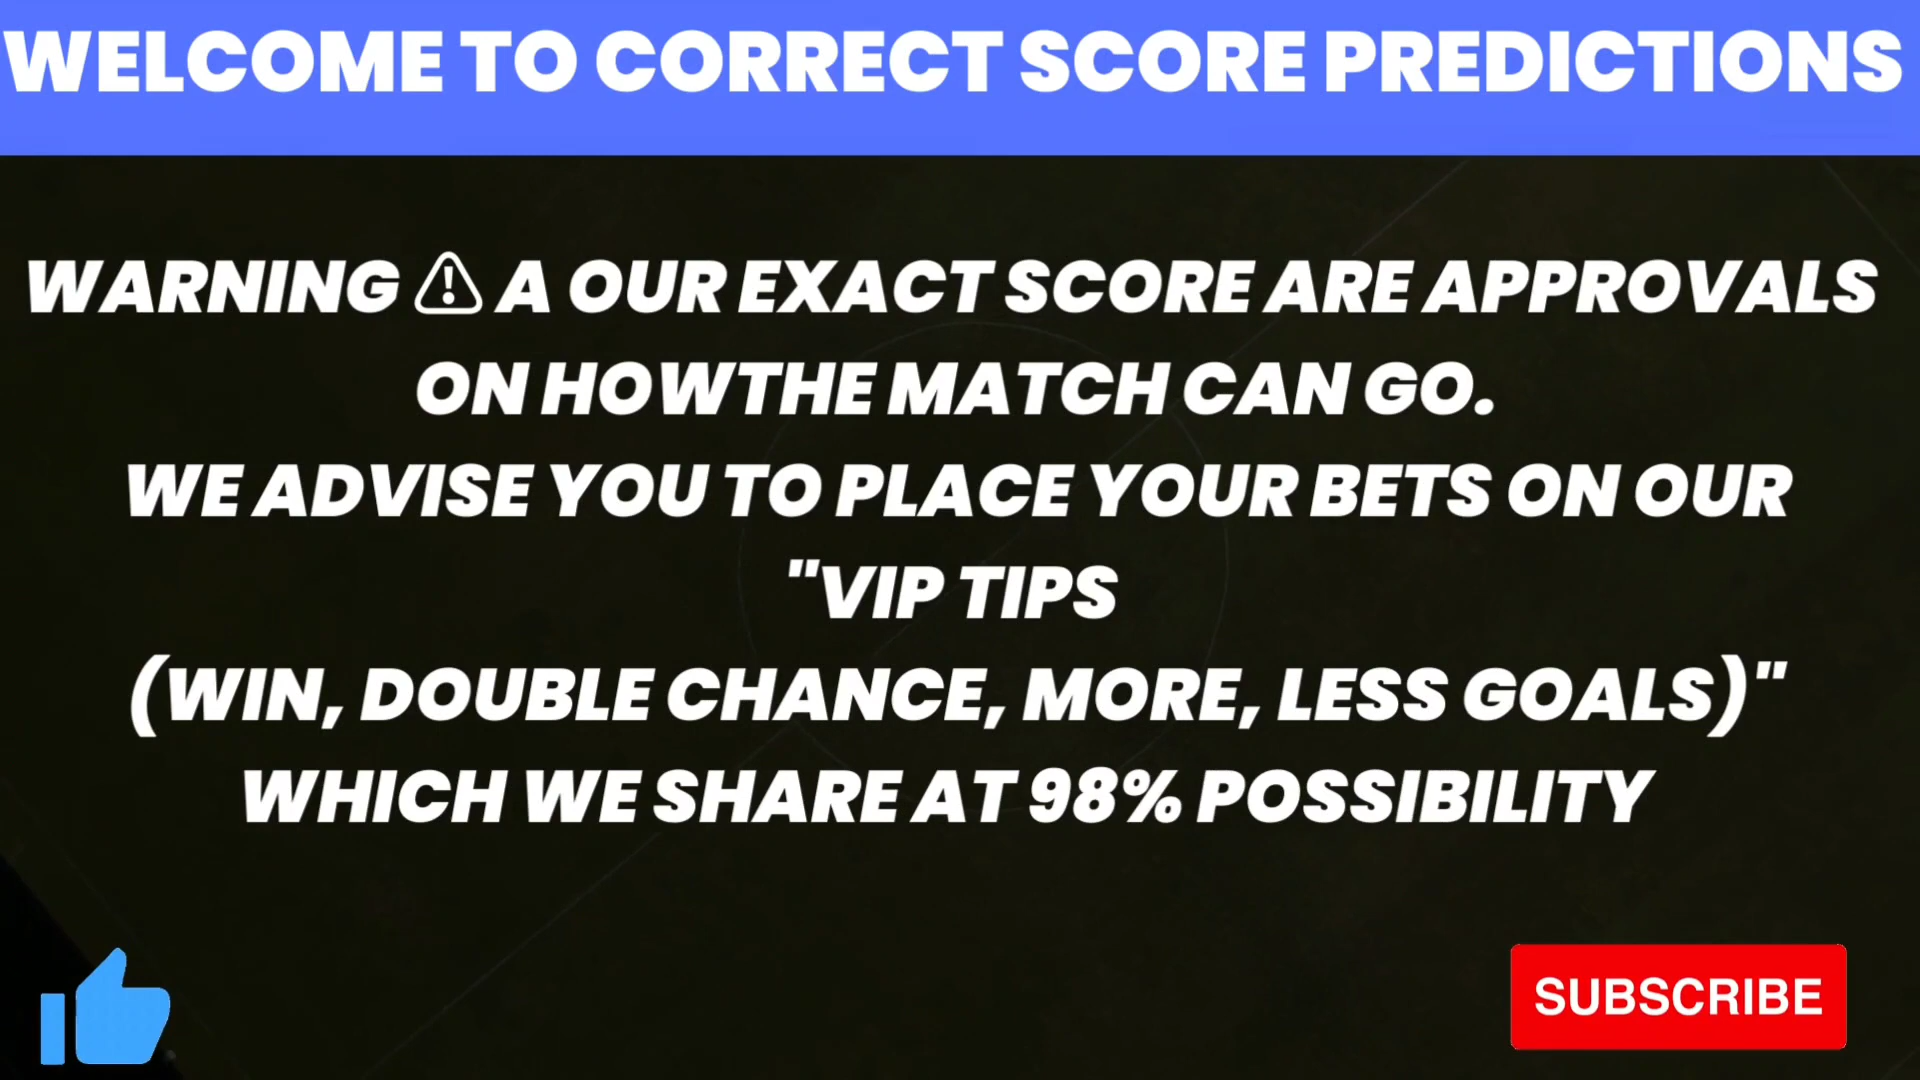 WELCOME TO CORRECT SCORE PREDICTIONS
WARNING ⚠ A OUR EXACT SCORE ARE APPROVALS
ON HOWTHE MATCH CAN GO.
WE ADVISE YOU TO PLACE YOUR BETS ON OUR
"VIP TIPS
(WIN, DOUBLE CHANCE, MORE, LESS GOALS)"
WHICH WE SHARE AT 98% POSSIBILITY
SUBSCRIBE